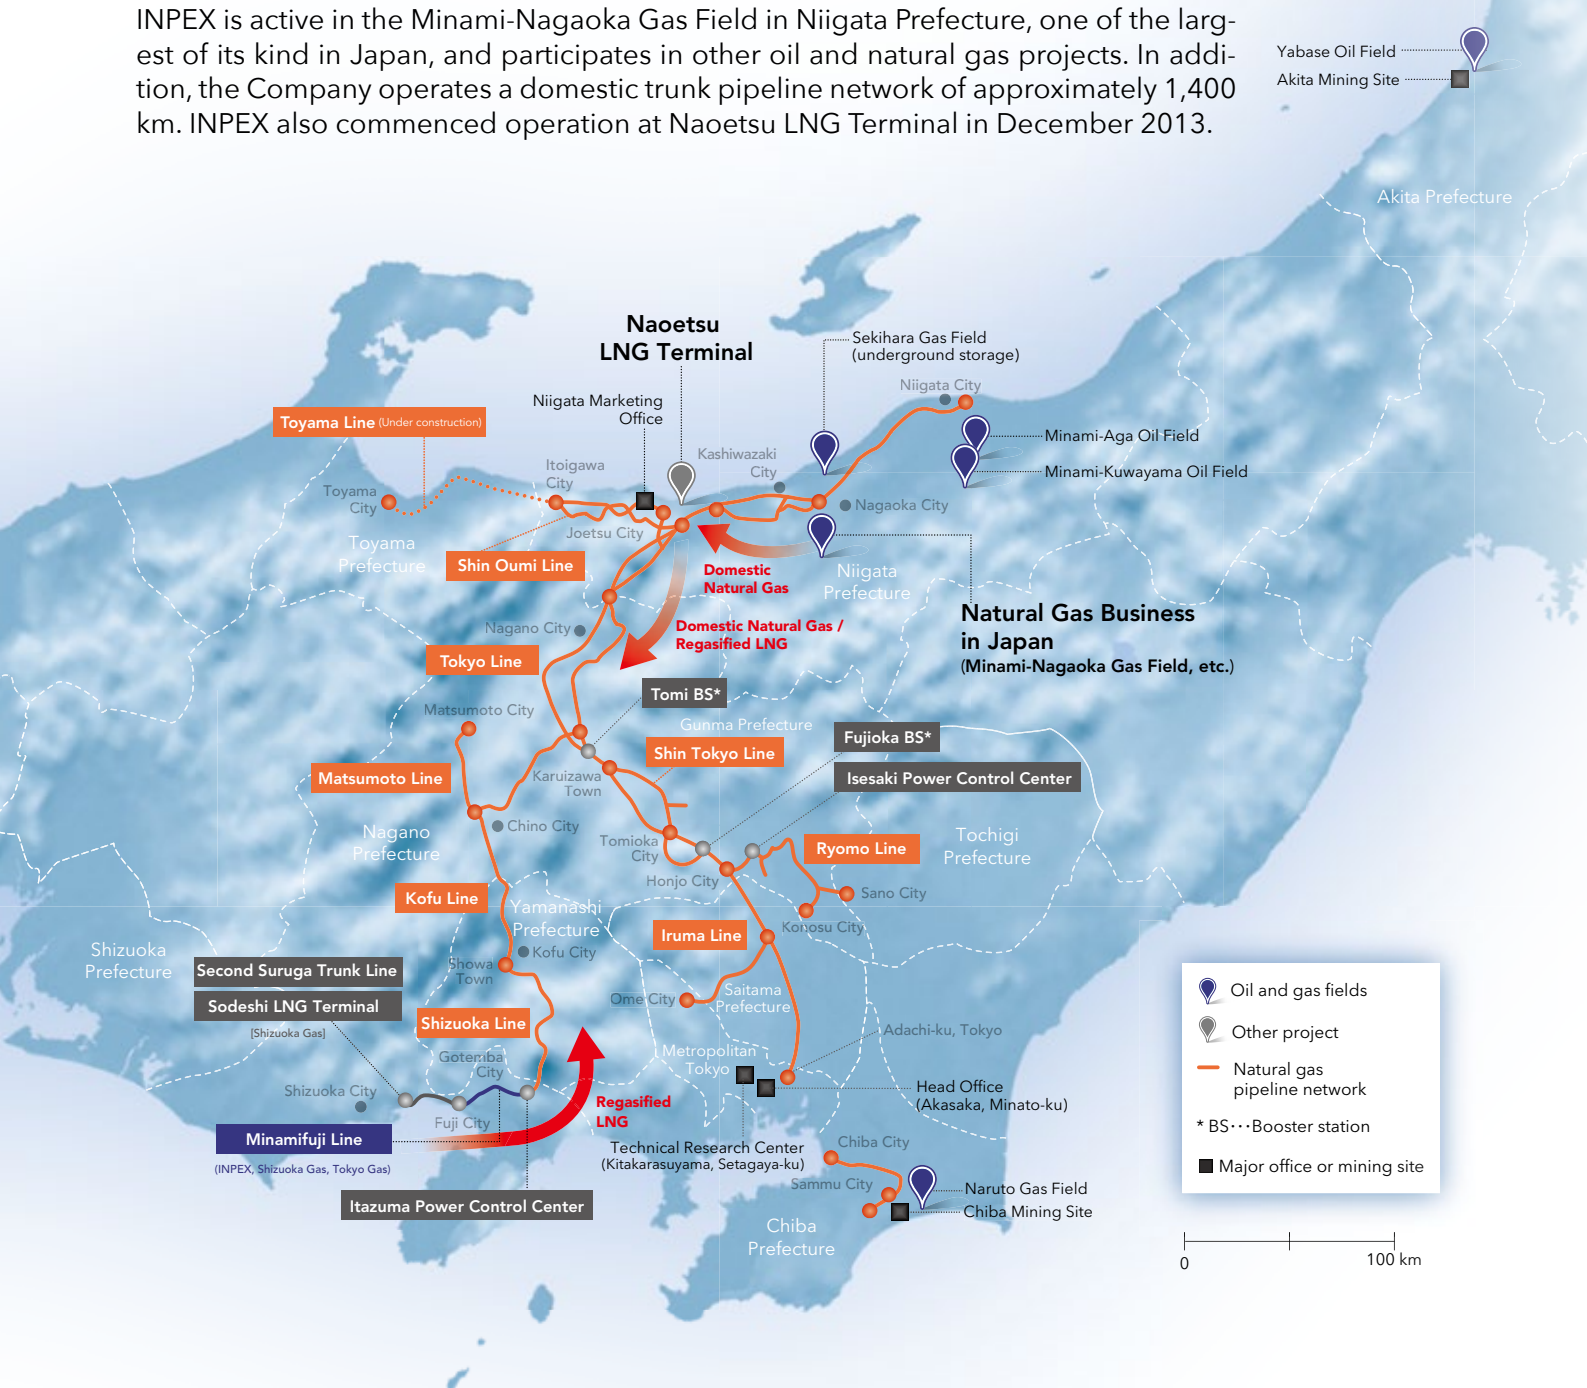 INPEX is active in the Minami-Nagaoka Gas Field in Niigata Prefecture, one of the larg-
est of its kind in Japan, and participates in other oil and natural gas projects. In addi-
tion, the Company operates a domestic trunk pipeline network of approximately 1,400
km. INPEX also commenced operation at Naoetsu LNG Terminal in December 2013.
Yabase Oil Field
Akita Mining Site
Akita Prefecture
Naoetsu
LNG Terminal
Sekihara Gas Field
(underground storage)
Niigata City
Niigata Marketing
Office
Toyama Line (Under construction)
Minami-Aga Oil Field
Minami-Kuwayama Oil Field
Kashiwazaki
City
Itoigawa
City
Toyama
City
Nagaoka City
Joetsu City
Toyama
Prefecture
Shin Oumi Line
Domestic
Natural Gas
Niigata
Prefecture
Natural Gas Business
in Japan
(Minami-Nagaoka Gas Field, etc.)
Nagano City
Domestic Natural Gas /
Regasified LNG
Tokyo Line
Tomi BS*
Matsumoto City
Gunma Prefecture
Fujioka BS*
Shin Tokyo Line
Matsumoto Line
Karuizawa
Town
Isesaki Power Control Center
Chino City
Nagano
Prefecture
Tomioka
City
Ryomo Line
Tochigi
Prefecture
Honjo City
Sano City
Kofu Line
Yamanashi
Prefecture
Konosu City
Iruma Line
Shizuoka
Prefecture
Kofu City
Showa
Town
Second Suruga Trunk Line
Sodeshi LNG Terminal
[Shizuoka Gas]
Ome City
Saitama
Prefecture
Shizuoka Line
Adachi-ku, Tokyo
Gotemba
City
Metropolitan
Tokyo
Shizuoka City
Head Office
(Akasaka, Minato-ku)
Regasified
LNG
Fuji City
Minamifuji Line
(INPEX, Shizuoka Gas, Tokyo Gas)
Technical Research Center
(Kitakarasuyama, Setagaya-ku)
Chiba City
Sammu City
Naruto Gas Field
Chiba Mining Site
Itazuma Power Control Center
Chiba
Prefecture
Oil and gas fields
Other project
Natural gas
pipeline network
* BS･･･Booster station
Major office or mining site
0
100 km